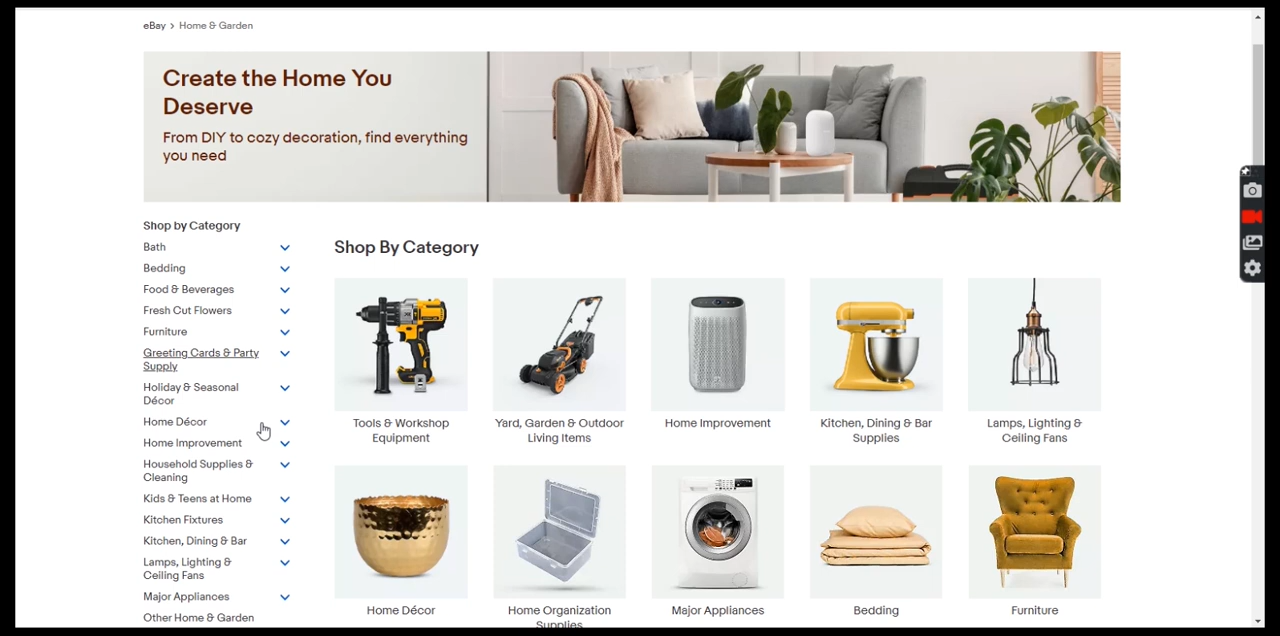 eBay > Home & Garden
Create the Home You
Deserve
From DIY to cozy decoration, find everything
you need
Shop by Category
Bath
Bedding
Food & Beverages
Fresh Cut Flowers
Furniture
Greeting Cards & Party
Supply
Holiday & Seasonal
Décor
Home Décor
Home Improvement
Household Supplies &
Cleaning
Kids & Teens at Home
Kitchen Fixtures
Kitchen, Dining & Bar
Lamps, Lighting &
Ceiling Fans
Major Appliances
Other Home & Garden
Shop By Category
Tools & Workshop
Equipment
Yard, Garden & Outdoor
Living Items
Home Improvement
Kitchen, Dining & Bar
Supplies
Lamps, Lighting &
Ceiling Fans
Home Décor
Home Organization
Supplies
Major Appliances
Bedding
Furniture